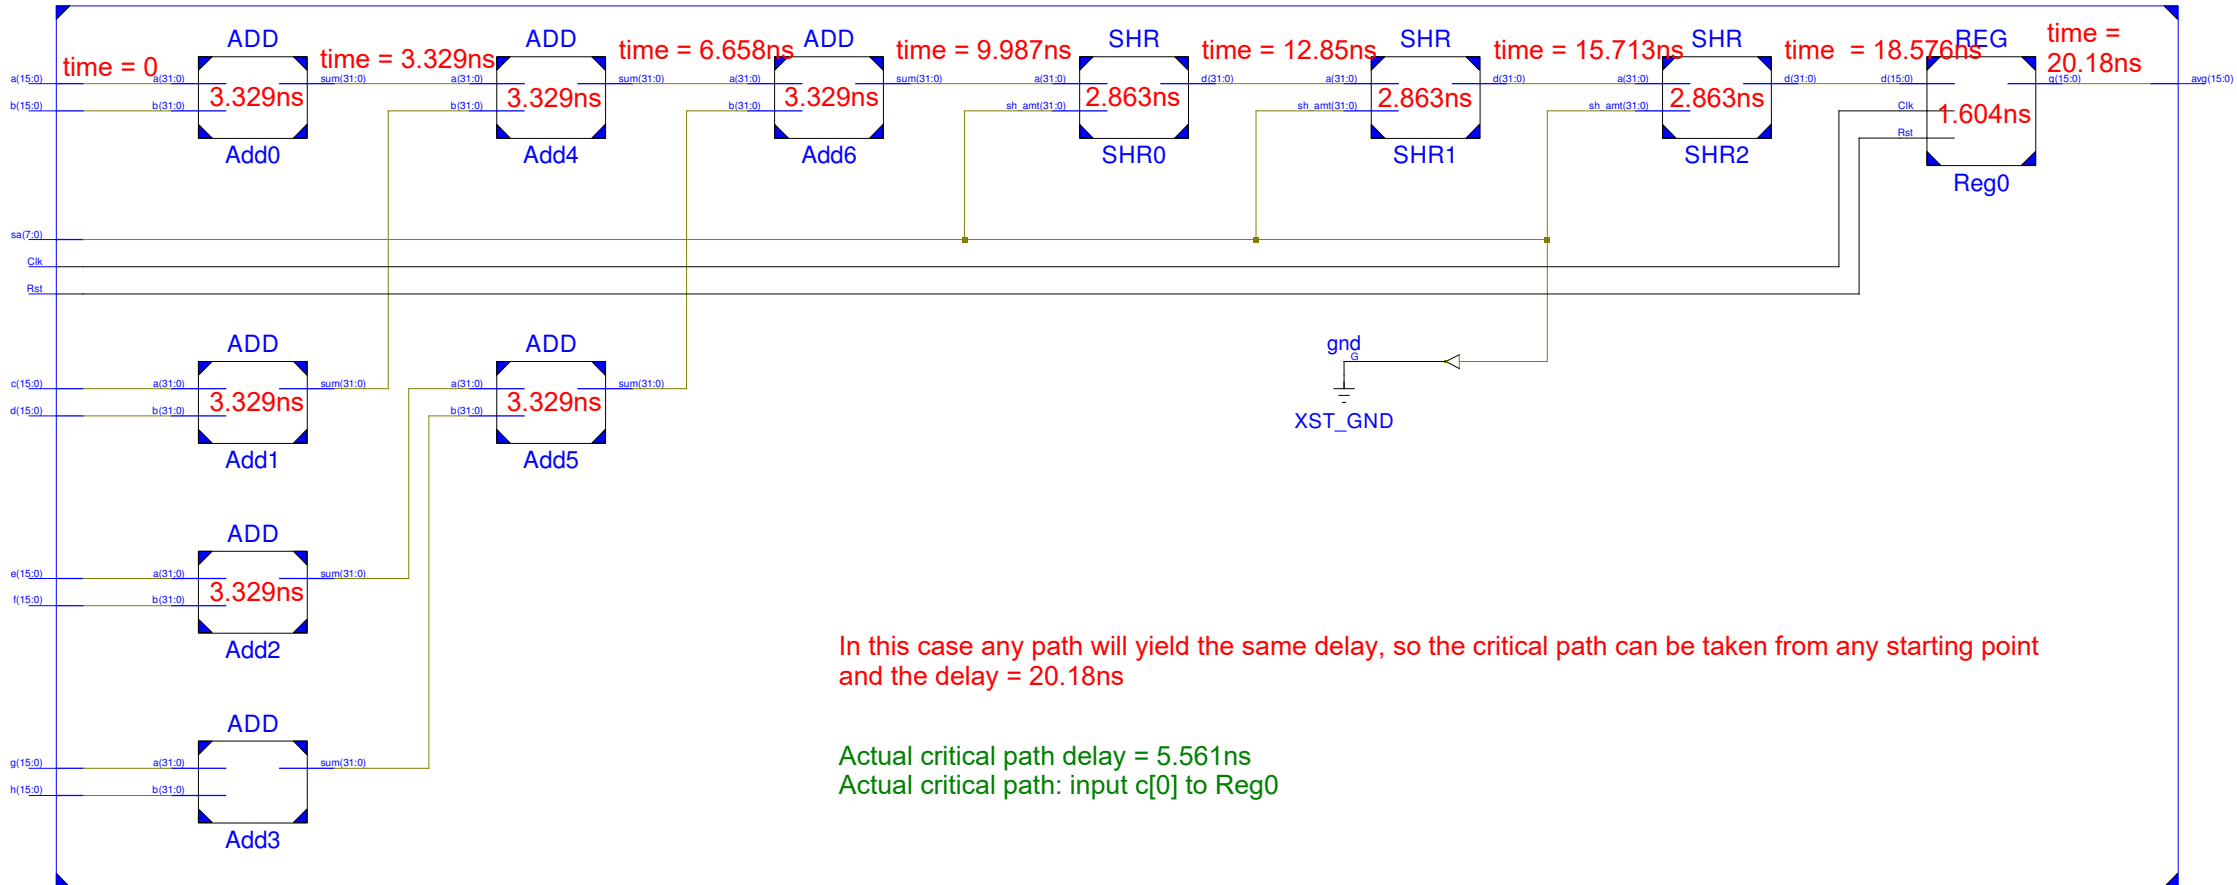 ADD
ADD
ADD
SHR
SHR
SHR
REG
time = 0
time = 3.329ns
time = 6.658ns
time = 9.987ns
time = 12.85ns
time = 15.713ns
time = 18.576ns
time =
20.18ns
a(15:0)
a(31:0)
sum(31:0)
a(31:0)
sum(31:0)
a(31:0)
sum(31:0)
a(31:0)
d(31:0)
a(31:0)
d(31:0)
a(31:0)
d(31:0)
d(15:0)
q(15:0)
avg(15:0)
3.329ns
3.329ns
3.329ns
2.863ns
2.863ns
2.863ns
1.604ns
b(15:0)
b(31:0)
b(31:0)
b(31:0)
sh_amt(31:0)
sh_amt(31:0)
sh_amt(31:0)
Clk
Rst
Add0
Add4
Add6
SHR0
SHR1
SHR2
Reg0
sa(7:0)
Clk
Rst
ADD
ADD
gnd
G
XST_GND
c(15:0)
a(31:0)
sum(31:0)
a(31:0)
sum(31:0)
3.329ns
3.329ns
d(15:0)
b(31:0)
b(31:0)
Add1
Add5
ADD
e(15:0)
a(31:0)
sum(31:0)
3.329ns
f(15:0)
b(31:0)
Add2
In this case any path will yield the same delay, so the critical path can be taken from any starting point
and the delay = 20.18ns
ADD
g(15:0)
a(31:0)
sum(31:0)
h(15:0)
b(31:0)
Add3
Actual critical path delay = 5.561ns
Actual critical path: input c[0] to Reg0